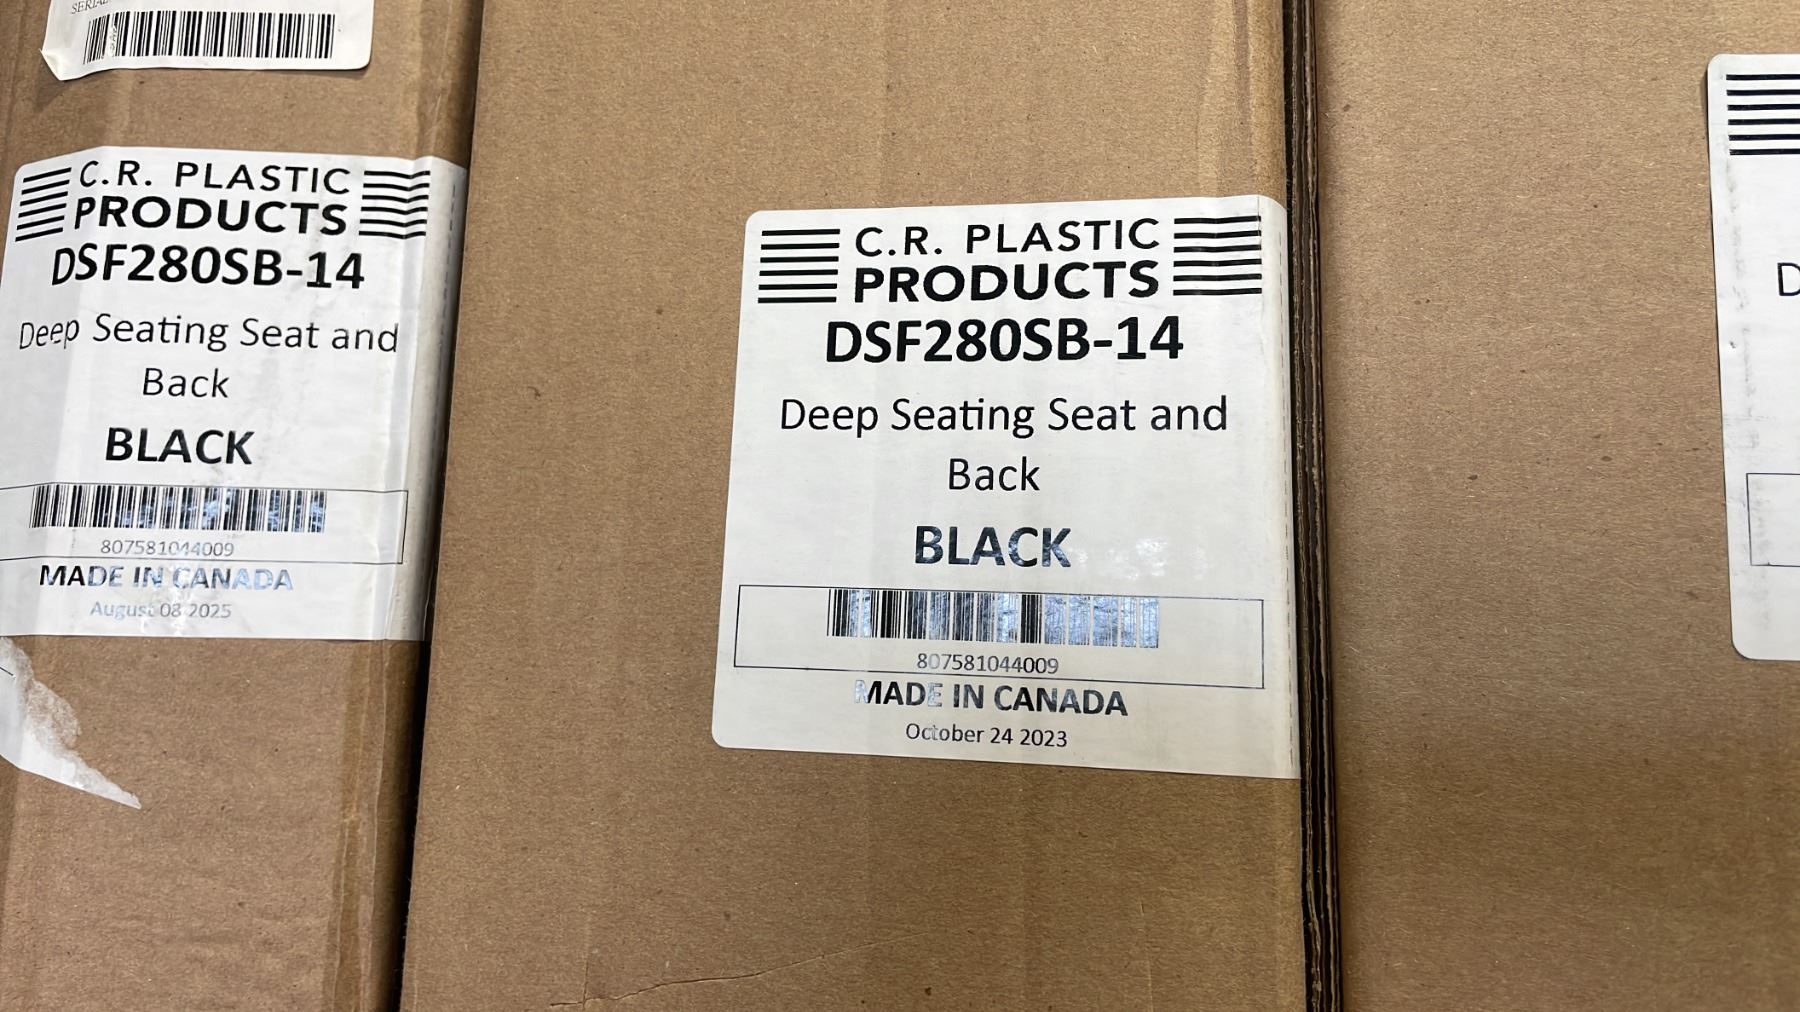 C.R. PLASTIC
PRODUCTS
DSF280SB-14
Deep Seating Seat and
Back
BLACK
807581044009
MADE IN CANADA
August 08 2025
C.R. PLASTIC
PRODUCTS
DSF280SB-14
Deep Seating Seat and
Back
BLACK
807581044009
MADE IN CANADA
October 24 2023
D